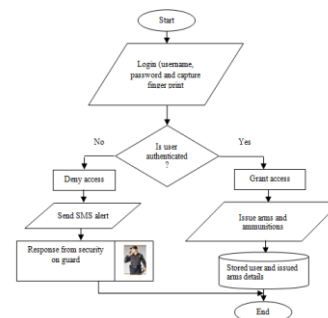 Start
Login (username,
password and capture
finger print
Is user
authenticated
?
No
Yes
Deny access
Grant access
Send SMS alert
Issue arms and
ammunitions
Response from security
on guard
Stored user and issued
arms details
End